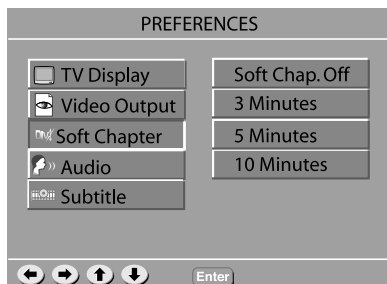 PREFERENCES
TV Display
Video Output
Soft Chapter
Audio
Subtitle
Soft Chap. Off
3 Minutes
5 Minutes
10 Minutes
Enter